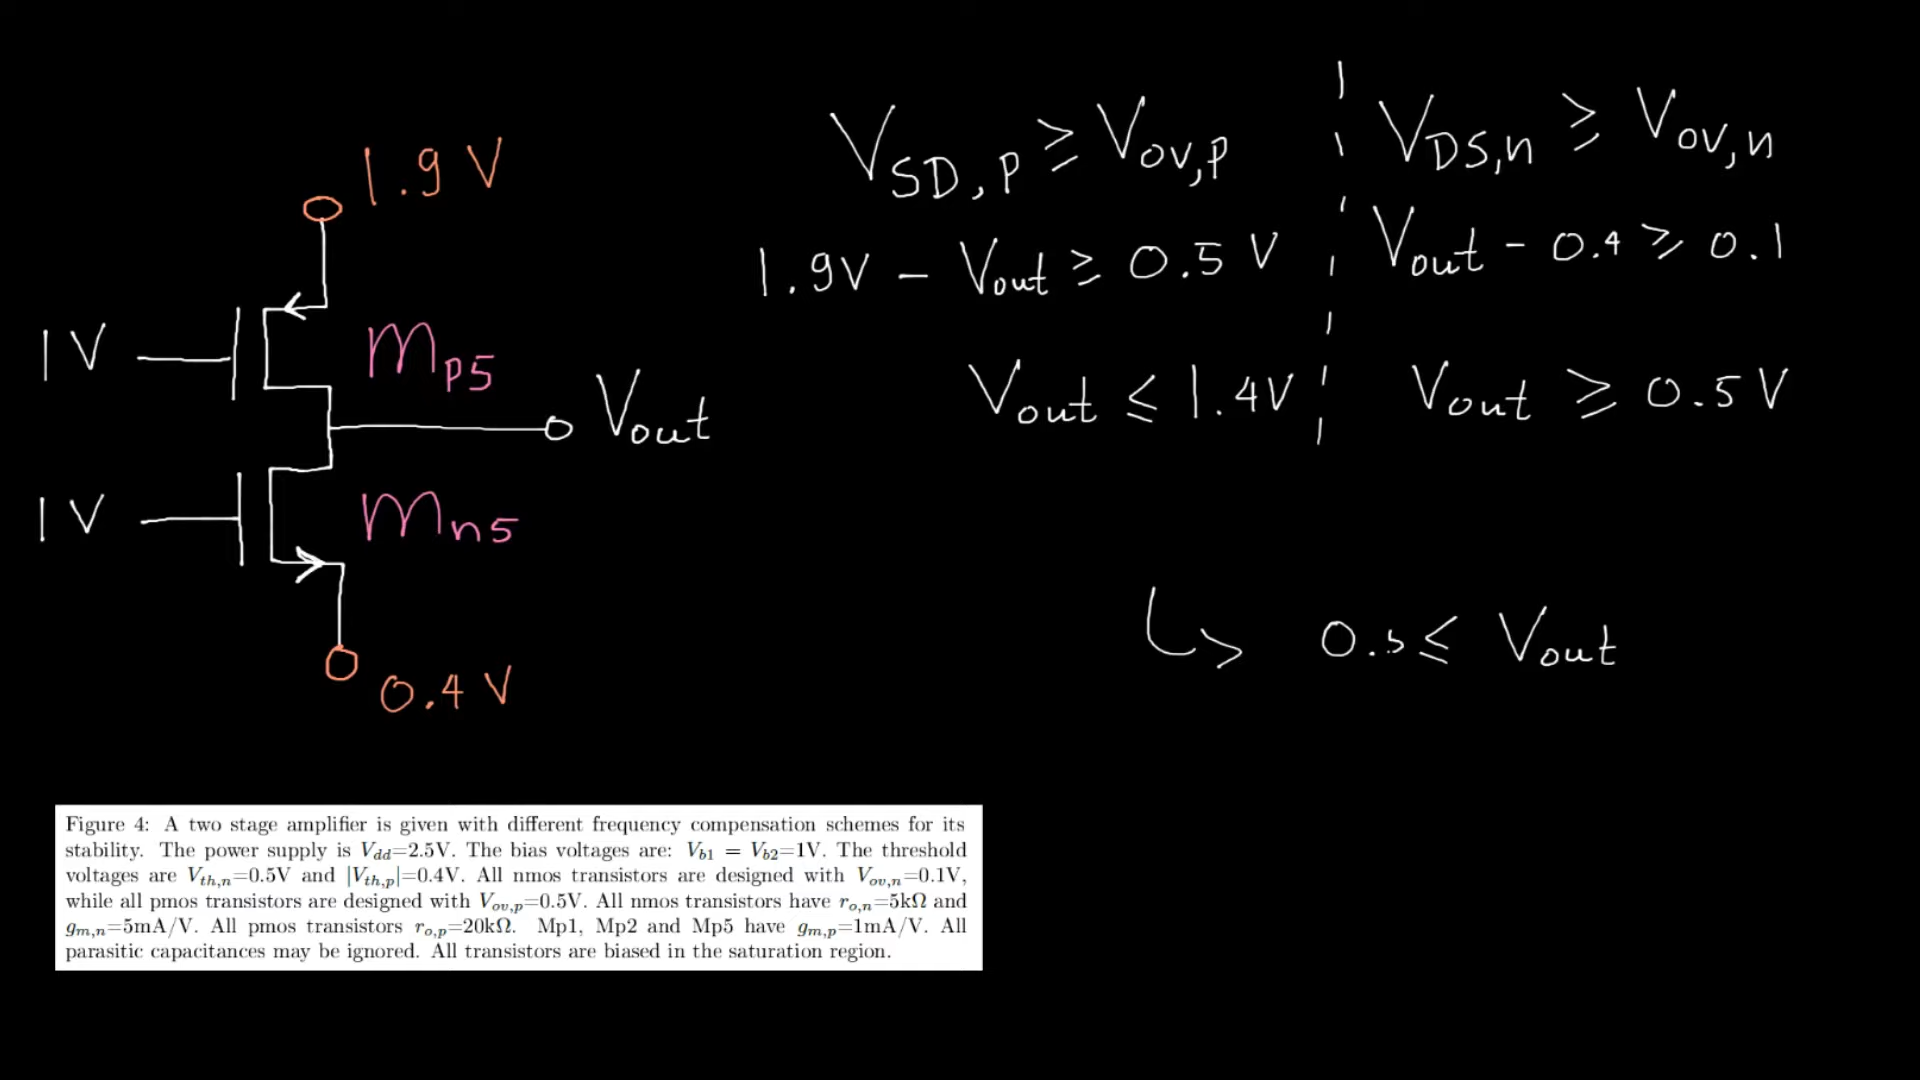 1.9 V
1V
Mp5
Vout
1V
Mn5
0.4 V
VSD,p ≥ Vov,p
1.9V - Vout ≥ 0.5 V
Vout ≤ 1.4V
VDS,n ≥ Vov,n
Vout - 0.4 ≥ 0.1
Vout ≥ 0.5 V
0.5 ≤ Vout
Figure 4: A two stage amplifier is given with different frequency compensation schemes for its
stability. The power supply is Vdd=2.5V. The bias voltages are: Vb1 = Vb2=1V. The threshold
voltages are Vth,n=0.5V and |Vth,p|=0.4V. All nmos transistors are designed with Vov,n=0.1V,
while all pmos transistors are designed with Vov,p=0.5V. All nmos transistors have ro,n=5kΩ and
gm,n=5mA/V. All pmos transistors ro,p=20kΩ. Mp1, Mp2 and Mp5 have gm,p=1mA/V. All
parasitic capacitances may be ignored. All transistors are biased in the saturation region.